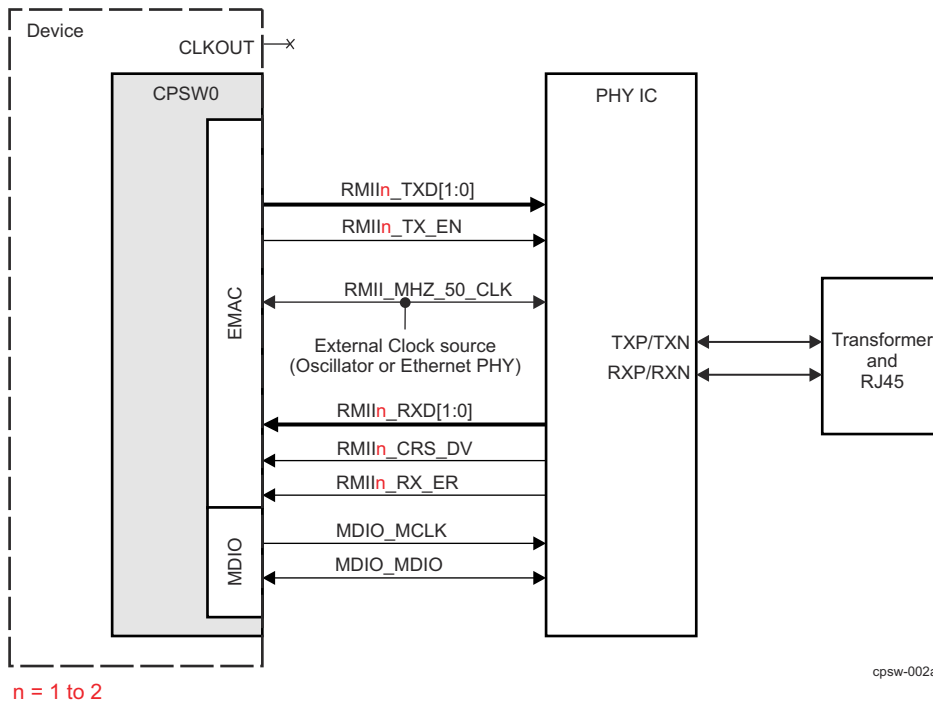 Device
CLKOUT
CPSW0
PHY IC
RMIIn_TXD[1:0]
RMIIn_TX_EN
RMII_MHZ_50_CLK
EMAC
External Clock source
(Oscillator or Ethernet PHY)
TXP/TXN
RXP/RXN
Transformer
and
RJ45
RMIIn_RXD[1:0]
RMIIn_CRS_DV
RMIIn_RX_ER
MDIO
MDIO_MCLK
MDIO_MDIO
cpsw-002a
n = 1 to 2